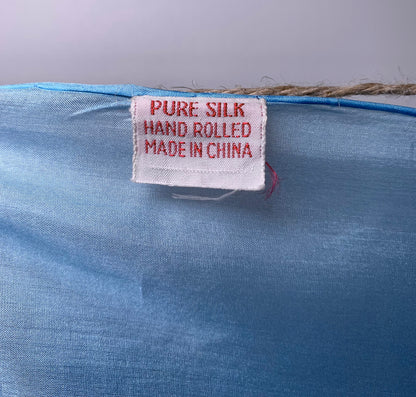 PURE SILK
HAND ROLLED
MADE IN CHINA